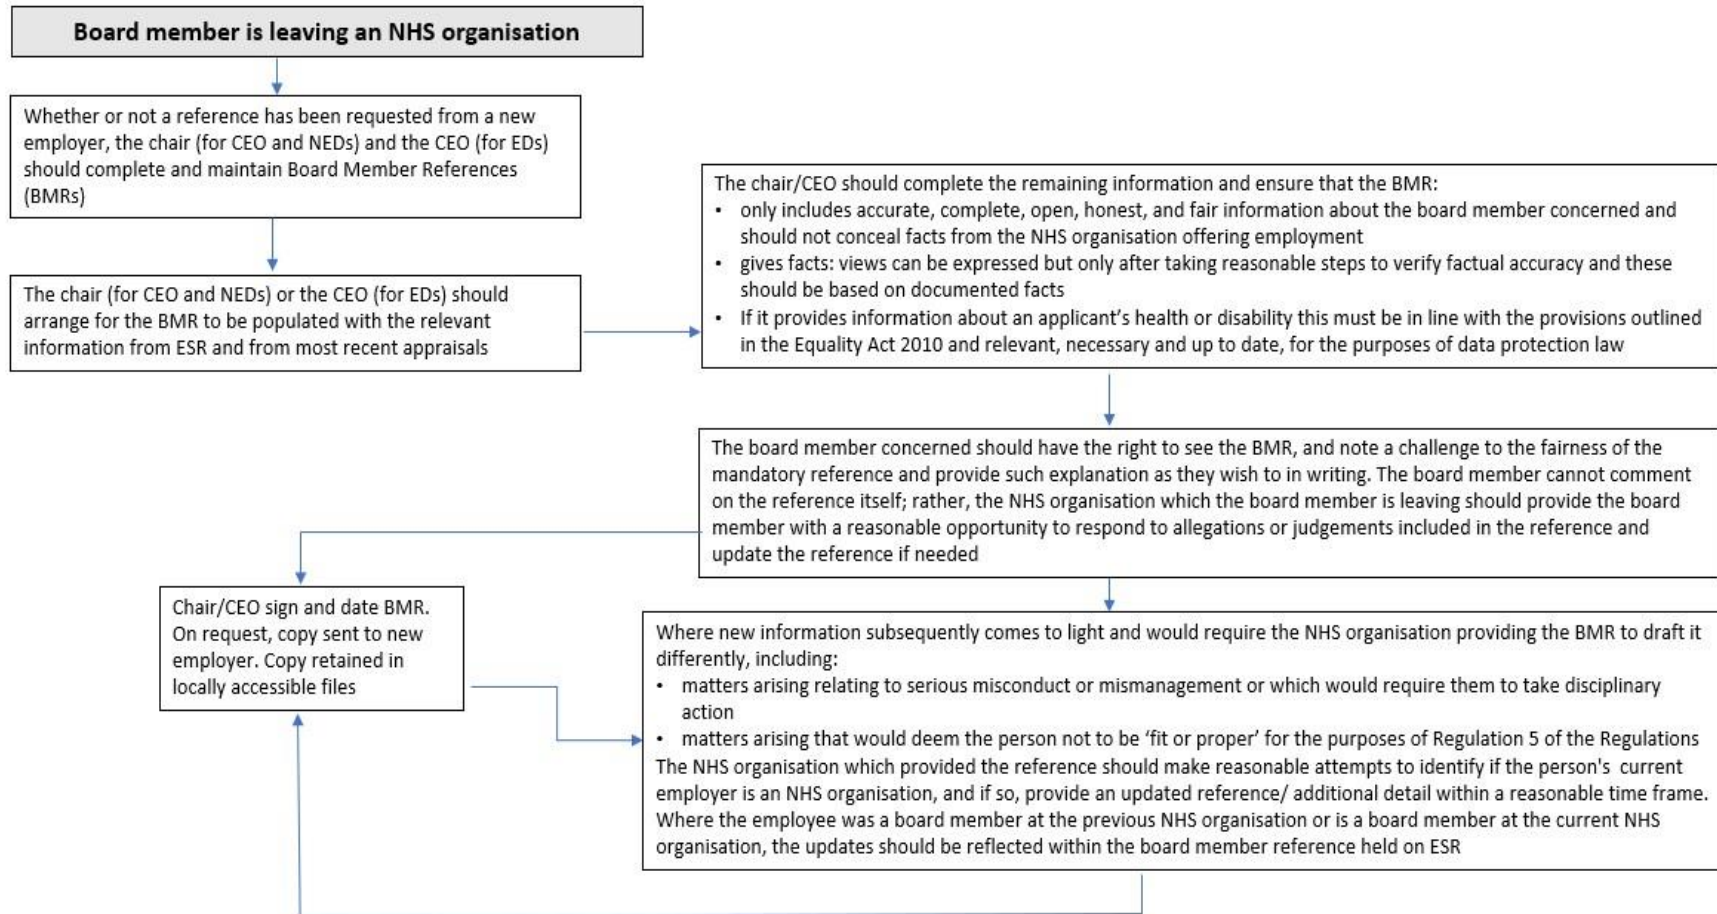 Board member is leaving an NHS organisation
Whether or not a reference has been requested from a new
employer, the chair (for CEO and NEDs) and the CEO (for EDs)
should complete and maintain Board Member References
(BMRs)
The chair (for CEO and NEDs) or the CEO (for EDs) should
arrange for the BMR to be populated with the relevant
information from ESR and from most recent appraisals
The chair/CEO should complete the remaining information and ensure that the BMR:
• only includes accurate, complete, open, honest, and fair information about the board member concerned and
should not conceal facts from the NHS organisation offering employment
• gives facts: views can be expressed but only after taking reasonable steps to verify factual accuracy and these
should be based on documented facts
• If it provides information about an applicant's health or disability this must be in line with the provisions outlined
in the Equality Act 2010 and relevant, necessary and up to date, for the purposes of data protection law
The board member concerned should have the right to see the BMR, and note a challenge to the fairness of the
mandatory reference and provide such explanation as they wish to in writing. The board member cannot comment
on the reference itself; rather, the NHS organisation which the board member is leaving should provide the board
member with a reasonable opportunity to respond to allegations or judgements included in the reference and
update the reference if needed
Chair/CEO sign and date BMR.
On request, copy sent to new
employer. Copy retained in
locally accessible files
Where new information subsequently comes to light and would require the NHS organisation providing the BMR to draft it
differently, including:
• matters arising relating to serious misconduct or mismanagement or which would require them to take disciplinary
action
• matters arising that would deem the person not to be 'fit or proper' for the purposes of Regulation 5 of the Regulations
The NHS organisation which provided the reference should make reasonable attempts to identify if the person's current
employer is an NHS organisation, and if so, provide an updated reference/ additional detail within a reasonable time frame.
Where the employee was a board member at the previous NHS organisation or is a board member at the current NHS
organisation, the updates should be reflected within the board member reference held on ESR